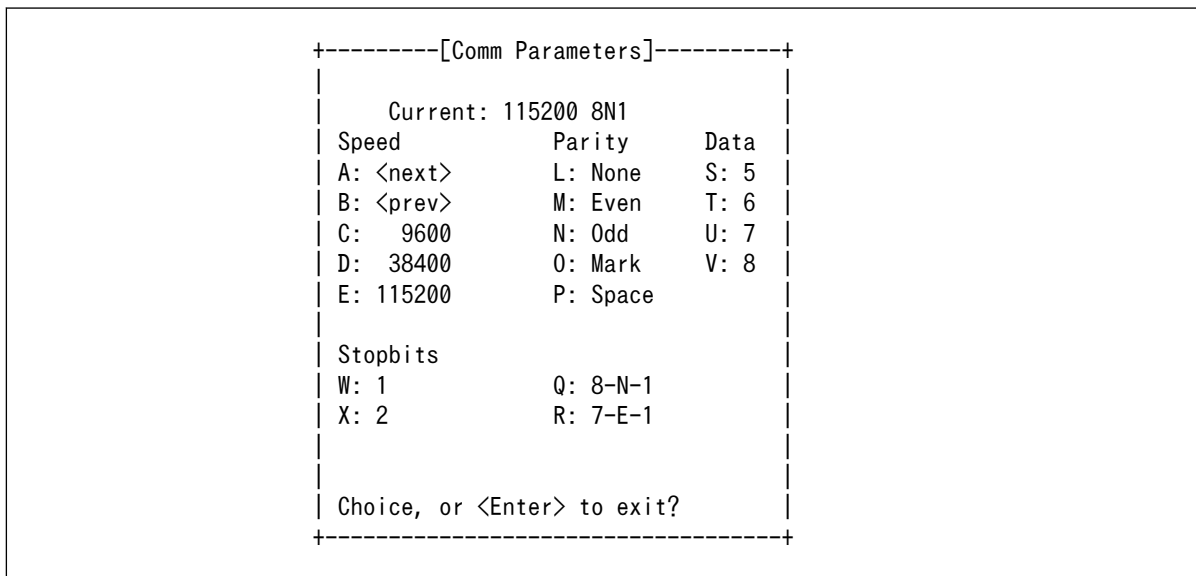 +---------[Comm Parameters]----------+
|                                    |
|     Current: 115200 8N1            |
| Speed            Parity      Data  |
| A: <next>        L: None     S: 5  |
| B: <prev>        M: Even     T: 6  |
| C:   9600        N: Odd      U: 7  |
| D:  38400        O: Mark     V: 8  |
| E: 115200        P: Space          |
|                                    |
| Stopbits                           |
| W: 1             Q: 8-N-1          |
| X: 2             R: 7-E-1          |
|                                    |
|                                    |
| Choice, or <Enter> to exit?        |
+------------------------------------+